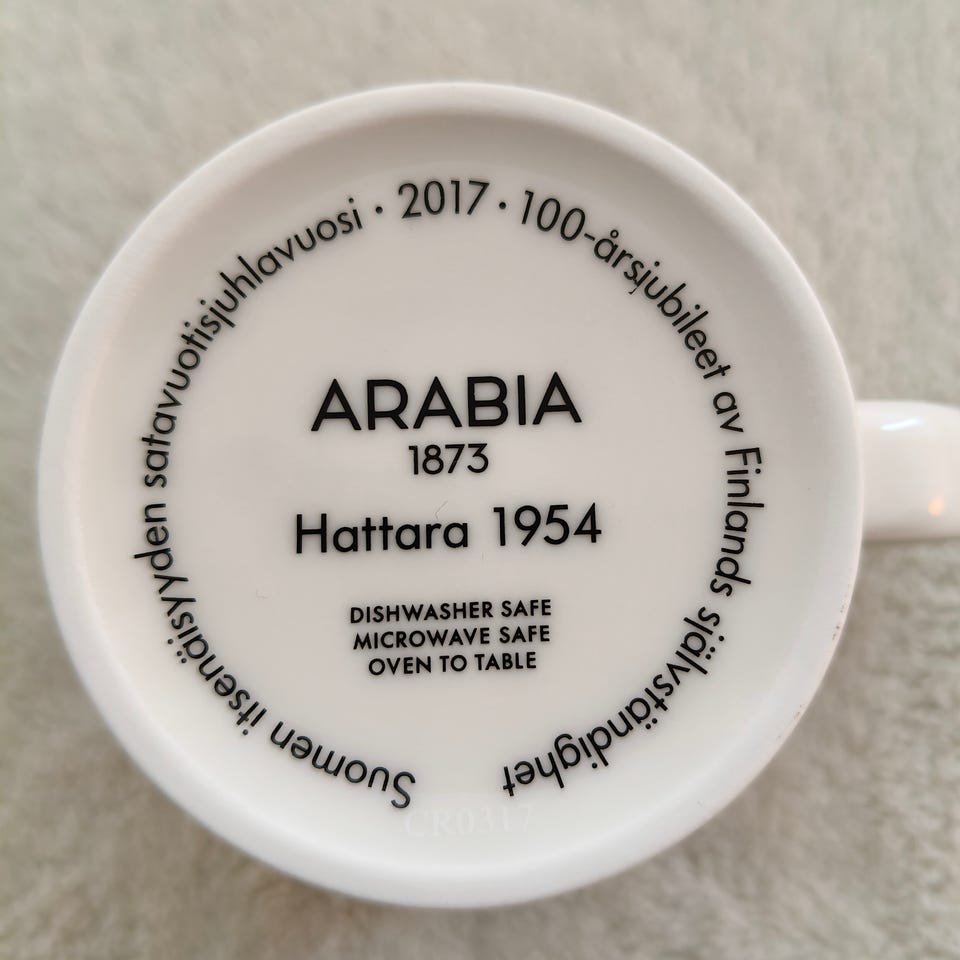 Suomen itsenäisyyden satavuotisjuhlavuosi · 2017 · 100-årsjubileet av Finlands självständighet
ARABIA
1873
Hattara 1954
DISHWASHER SAFE
MICROWAVE SAFE
OVEN TO TABLE
CR0317